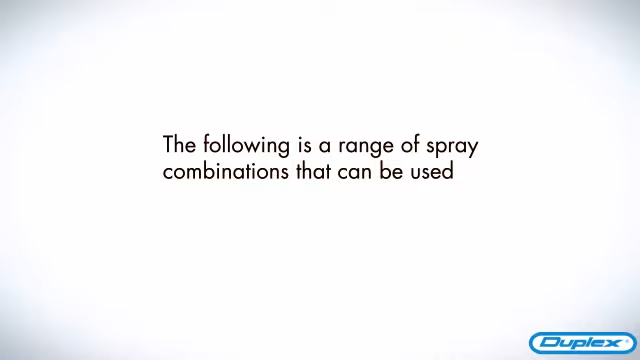 The following is a range of spray
combinations that can be used
Duplex